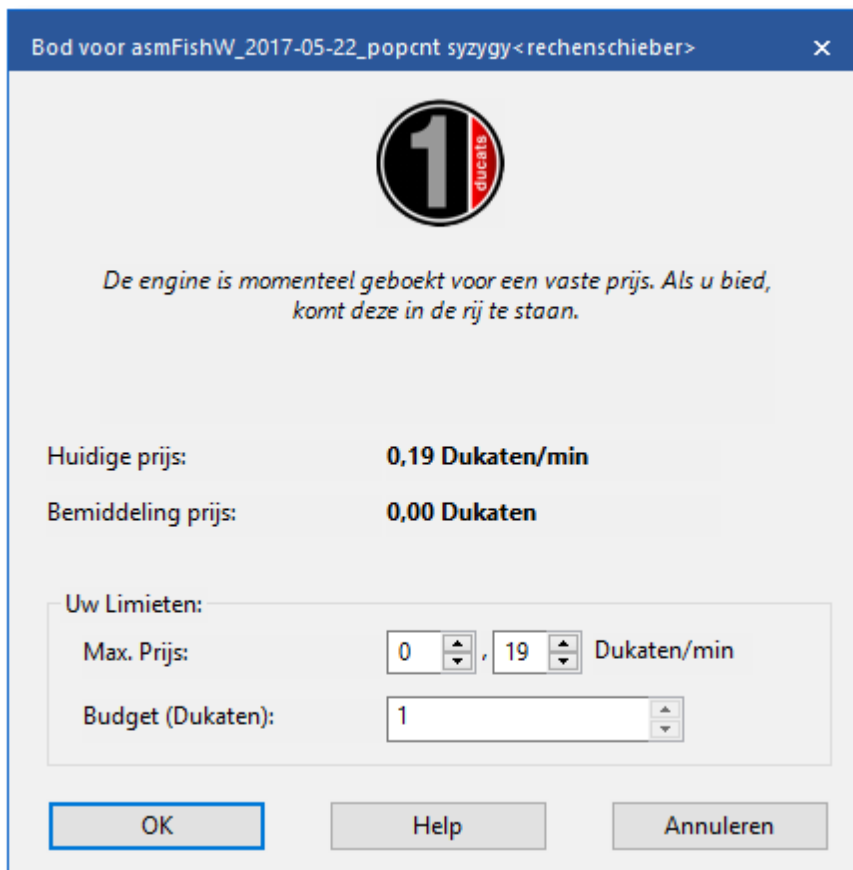 Bod voor asmFishW_2017-05-22_popcnt syzygy<rechenschieber>
1 ducats
De engine is momenteel geboekt voor een vaste prijs. Als u bied,
komt deze in de rij te staan.
Huidige prijs: 0,19 Dukaten/min
Bemiddeling prijs: 0,00 Dukaten
Uw Limieten:
Max. Prijs: 0 , 19 Dukaten/min
Budget (Dukaten): 1
OK Help Annuleren